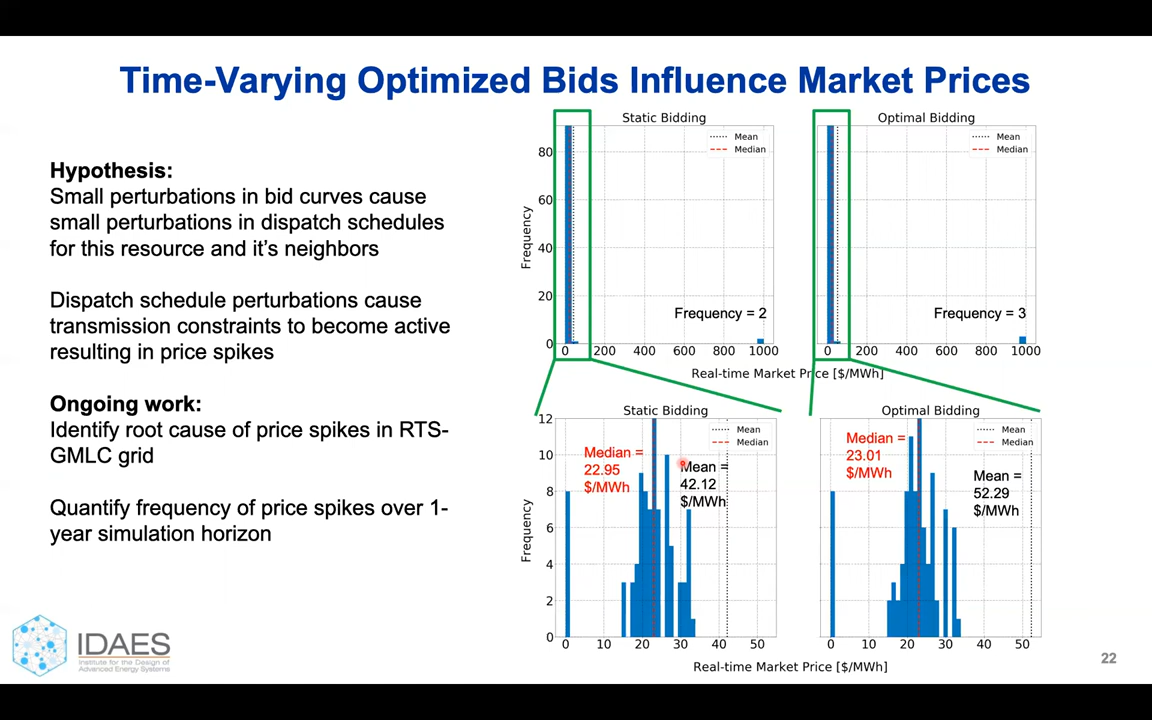 Time-Varying Optimized Bids Influence Market Prices
Hypothesis:
Small perturbations in bid curves cause
small perturbations in dispatch schedules
for this resource and it's neighbors
Dispatch schedule perturbations cause
transmission constraints to become active
resulting in price spikes
Ongoing work:
Identify root cause of price spikes in RTS-
GMLC grid
Quantify frequency of price spikes over 1-
year simulation horizon
Static Bidding
Mean
Median
80
60
40
20
0
Frequency
Frequency = 2
0 200 400 600 800 1000
Optimal Bidding
Mean
Median
Frequency = 3
0 200 400 600 800 1000
Real-time Market Price [$/MWh]
Static Bidding
Mean
Median
12
10
8
6
4
2
0
Frequency
Median =
22.95
$/MWh
Mean =
42.12
$/MWh
0 10 20 30 40 50
Optimal Bidding
Mean
Median
Median =
23.01
$/MWh
Mean =
52.29
$/MWh
0 10 20 30 40 50
Real-time Market Price [$/MWh]
IDAES
Institute for the Design of
Advanced Energy Systems
22